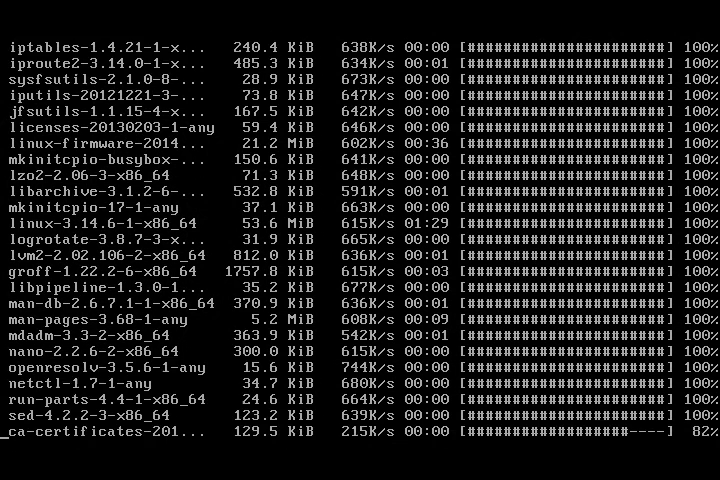 iptables-1.4.21-1-x... 240.4 KiB 638K/s 00:00 [######################] 100%
iproute2-3.14.0-1-x... 485.3 KiB 634K/s 00:01 [######################] 100%
sysfsutils-2.1.0-8-... 28.9 KiB 673K/s 00:00 [######################] 100%
iputils-20121221-3-... 73.8 KiB 647K/s 00:00 [######################] 100%
jfsutils-1.1.15-4-x... 167.5 KiB 642K/s 00:00 [######################] 100%
licenses-20130203-1-any 59.4 KiB 646K/s 00:00 [######################] 100%
linux-firmware-2014... 21.2 MiB 602K/s 00:36 [######################] 100%
mkinitcpio-busybox-... 150.6 KiB 641K/s 00:00 [######################] 100%
lzo2-2.06-3-x86_64 71.3 KiB 648K/s 00:00 [######################] 100%
libarchive-3.1.2-6-... 532.8 KiB 591K/s 00:01 [######################] 100%
mkinitcpio-17-1-any 37.1 KiB 663K/s 00:00 [######################] 100%
linux-3.14.6-1-x86_64 53.6 MiB 615K/s 01:29 [######################] 100%
logrotate-3.8.7-3-x... 31.9 KiB 665K/s 00:00 [######################] 100%
lvm2-2.02.106-2-x86_64 812.0 KiB 636K/s 00:01 [######################] 100%
groff-1.22.2-6-x86_64 1757.8 KiB 615K/s 00:03 [######################] 100%
libpipeline-1.3.0-1... 35.2 KiB 677K/s 00:00 [######################] 100%
man-db-2.6.7.1-1-x86_64 370.9 KiB 636K/s 00:01 [######################] 100%
man-pages-3.68-1-any 5.2 MiB 608K/s 00:09 [######################] 100%
mdadm-3.3-2-x86_64 363.9 KiB 542K/s 00:01 [######################] 100%
nano-2.2.6-2-x86_64 300.0 KiB 615K/s 00:00 [######################] 100%
openresolv-3.5.6-1-any 15.6 KiB 744K/s 00:00 [######################] 100%
netctl-1.7-1-any 34.7 KiB 680K/s 00:00 [######################] 100%
run-parts-4.4-1-x86_64 24.6 KiB 664K/s 00:00 [######################] 100%
sed-4.2.2-3-x86_64 123.2 KiB 639K/s 00:00 [######################] 100%
_ca-certificates-201... 129.5 KiB 215K/s 00:00 [##################----] 82%